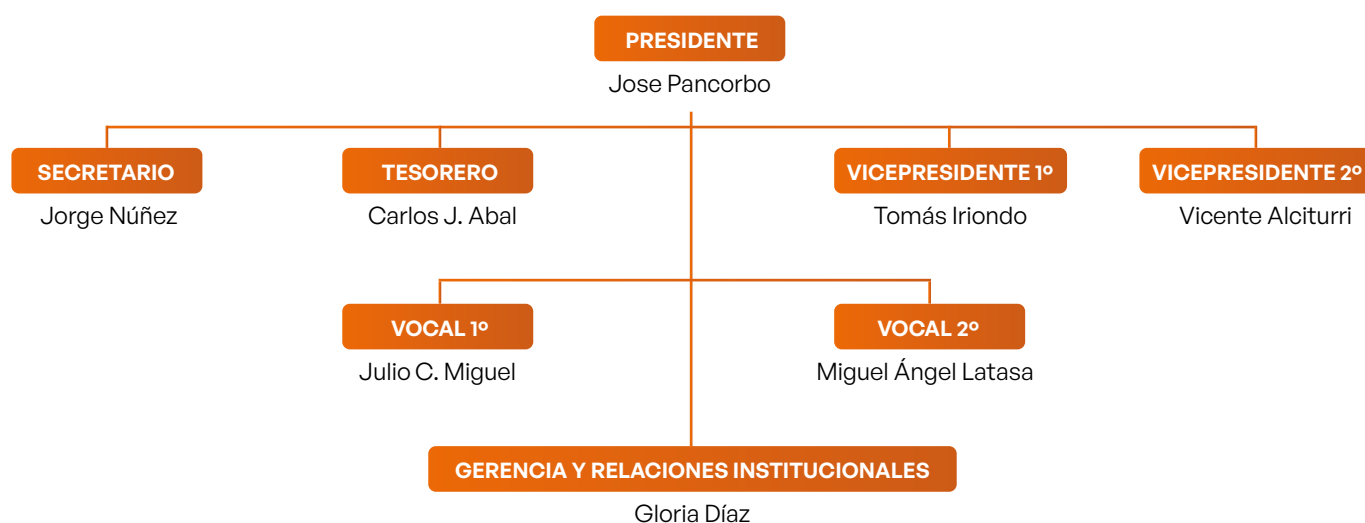 PRESIDENTE
Jose Pancorbo
SECRETARIO
Jorge Núñez
TESORERO
Carlos J. Abal
VICEPRESIDENTE 1º
Tomás Iriondo
VICEPRESIDENTE 2º
Vicente Alciturri
VOCAL 1º
Julio C. Miguel
VOCAL 2º
Miguel Ángel Latasa
GERENCIA Y RELACIONES INSTITUCIONALES
Gloria Díaz